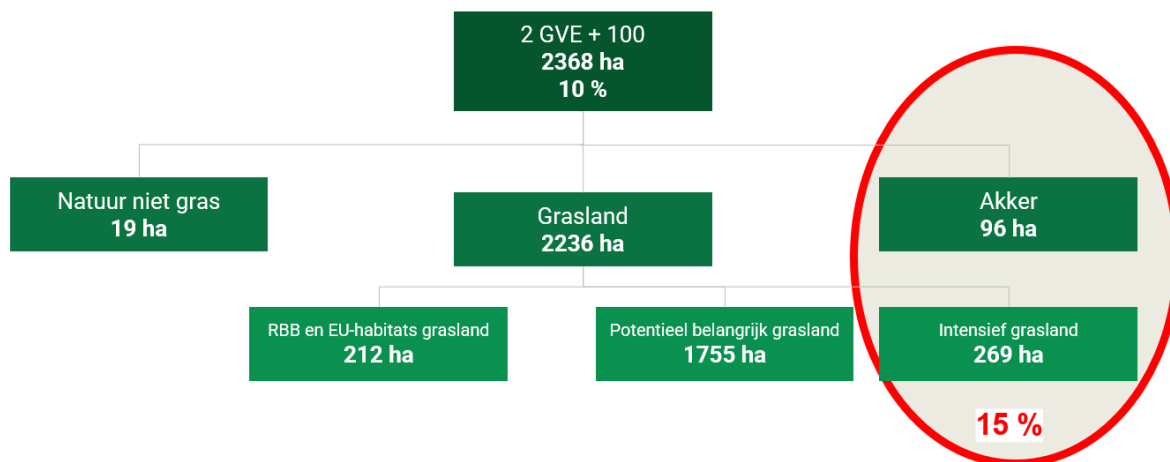 2 GVE + 100
2368 ha
10 %
Natuur niet gras
19 ha
Grasland
2236 ha
Akker
96 ha
RBB en EU-habitats grasland
212 ha
Potentieel belangrijk grasland
1755 ha
Intensief grasland
269 ha
15 %